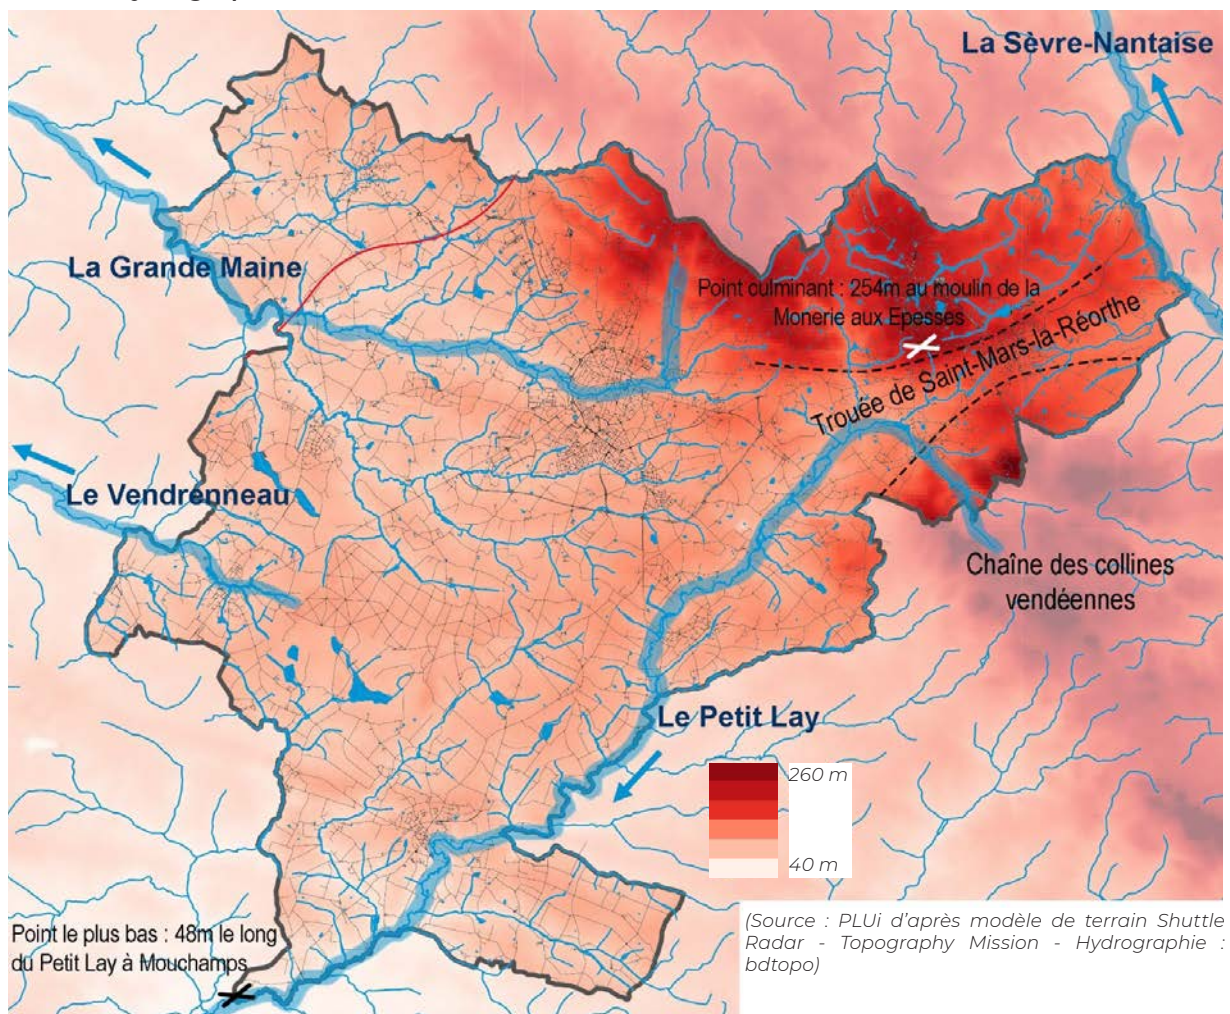 La Sèvre-Nantaise
La Grande Maine
Point culminant : 254m au moulin de la
Monerie aux Epesses
Trouée de Saint-Mars-la-Réorthe
Le Vendrenneau
Chaîne des collines
vendéennes
Le Petit Lay
260 m
40 m
Point le plus bas : 48m le long
du Petit Lay à Mouchamps
(Source : PLUi d'après modèle de terrain Shuttle
Radar - Topography Mission - Hydrographie :
bdtopo)